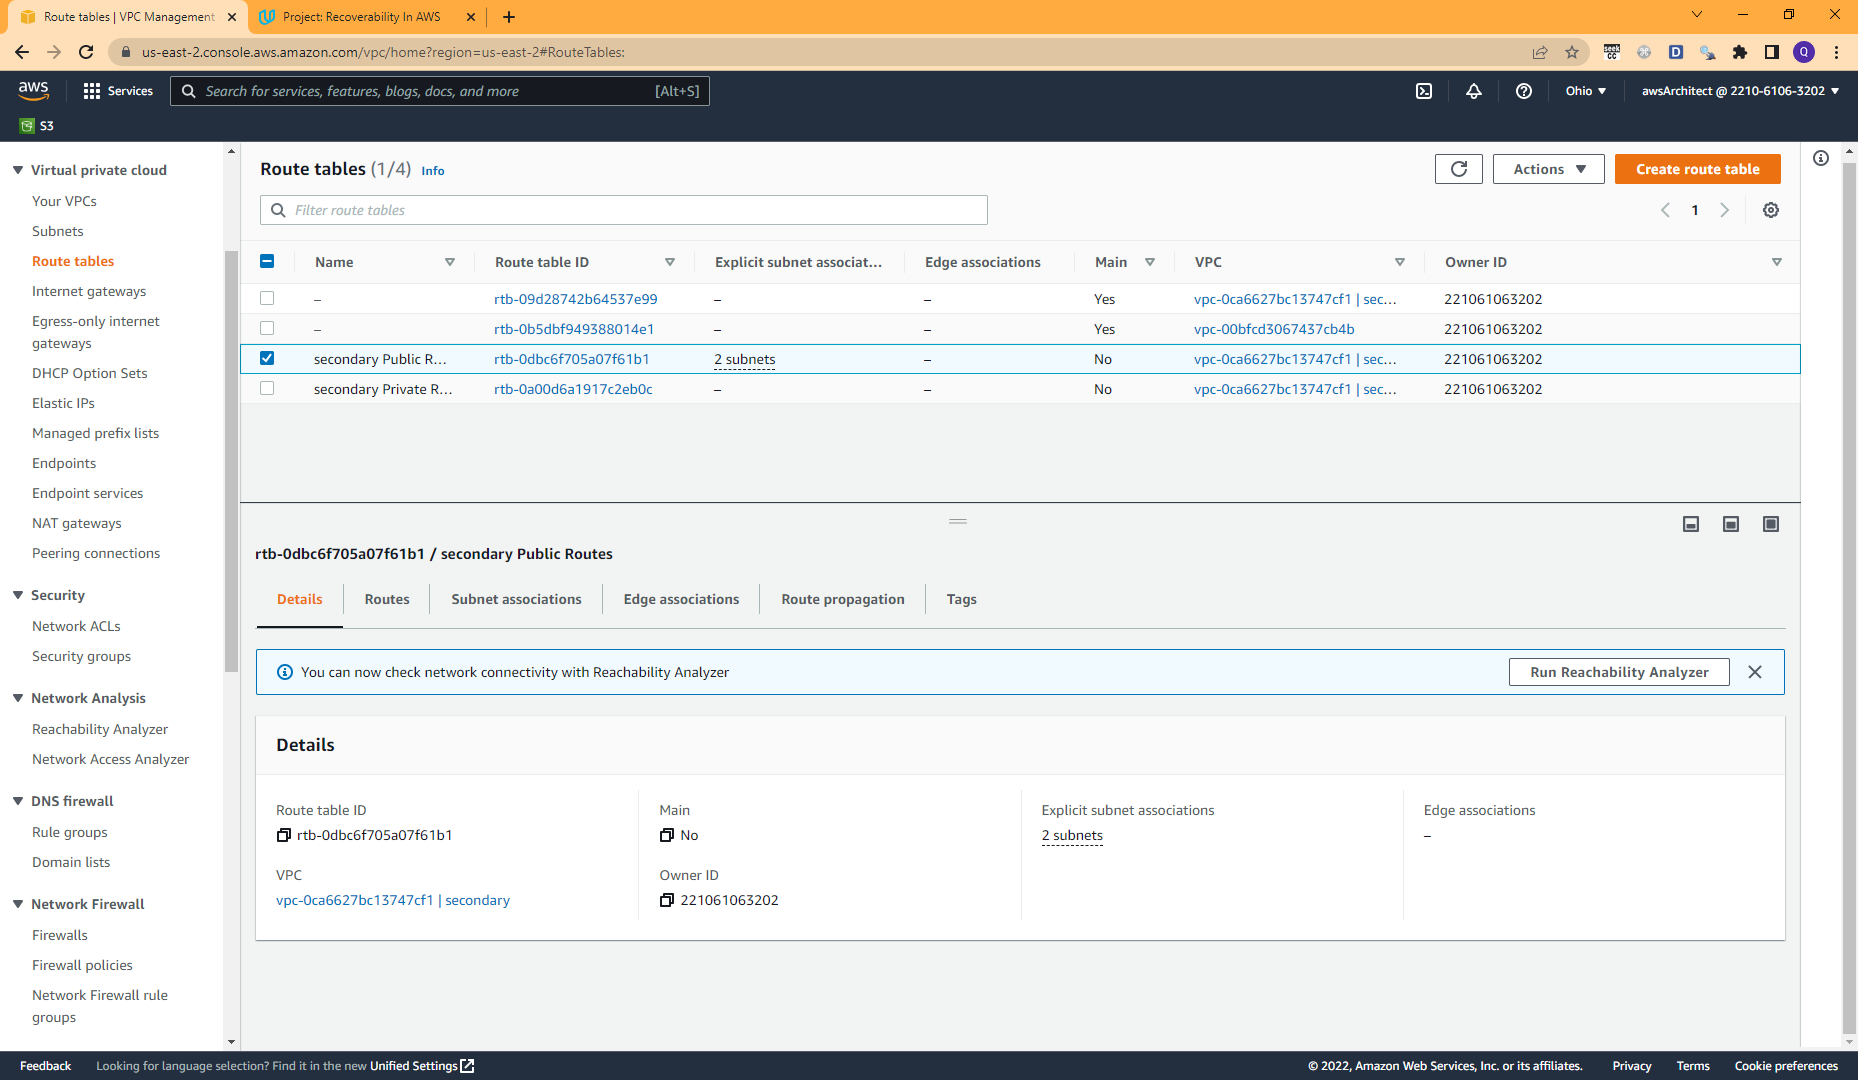 Route tables | VPC Management
Project: Recoverability In AWS
us-east-2.console.aws.amazon.com/vpc/home?region=us-east-2#RouteTables:
seek
CC
D
Q
aws
Services
Search for services, features, blogs, docs, and more
[Alt+S]
Ohio
awsArchitect @ 2210-6106-3202
S3
Virtual private cloud
Your VPCs
Subnets
Route tables
Internet gateways
Egress-only internet
gateways
DHCP Option Sets
Elastic IPs
Managed prefix lists
Endpoints
Endpoint services
NAT gateways
Peering connections
Security
Network ACLs
Security groups
Network Analysis
Reachability Analyzer
Network Access Analyzer
DNS firewall
Rule groups
Domain lists
Network Firewall
Firewalls
Firewall policies
Network Firewall rule
groups
Route tables (1/4) Info
Actions
Create route table
Filter route tables
1
Name Route table ID Explicit subnet associat... Edge associations Main VPC Owner ID
– rtb-09d28742b64537e99 – – Yes vpc-0ca6627bc13747cf1 | sec... 221061063202
– rtb-0b5dbf949388014e1 – – Yes vpc-00bfcd3067437cb4b 221061063202
secondary Public R... rtb-0dbc6f705a07f61b1 2 subnets – No vpc-0ca6627bc13747cf1 | sec... 221061063202
secondary Private R... rtb-0a00d6a1917c2eb0c – – No vpc-0ca6627bc13747cf1 | sec... 221061063202
rtb-0dbc6f705a07f61b1 / secondary Public Routes
Details Routes Subnet associations Edge associations Route propagation Tags
You can now check network connectivity with Reachability Analyzer
Run Reachability Analyzer
Details
Route table ID
rtb-0dbc6f705a07f61b1
Main
No
Explicit subnet associations
2 subnets
Edge associations
–
VPC
vpc-0ca6627bc13747cf1 | secondary
Owner ID
221061063202
Feedback
Looking for language selection? Find it in the new Unified Settings
© 2022, Amazon Web Services, Inc. or its affiliates.
Privacy
Terms
Cookie preferences